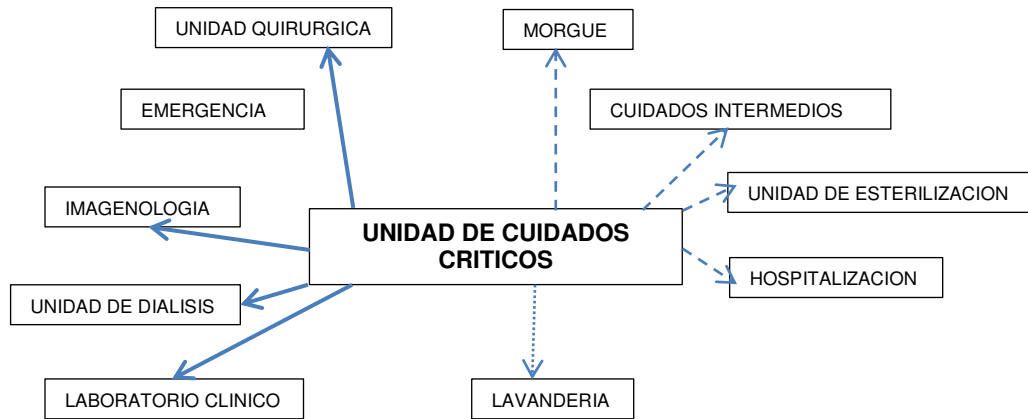 UNIDAD QUIRURGICA
MORGUE
EMERGENCIA
CUIDADOS INTERMEDIOS
IMAGENOLOGIA
UNIDAD DE ESTERILIZACION
UNIDAD DE CUIDADOS
CRITICOS
HOSPITALIZACION
UNIDAD DE DIALISIS
LABORATORIO CLINICO
LAVANDERIA